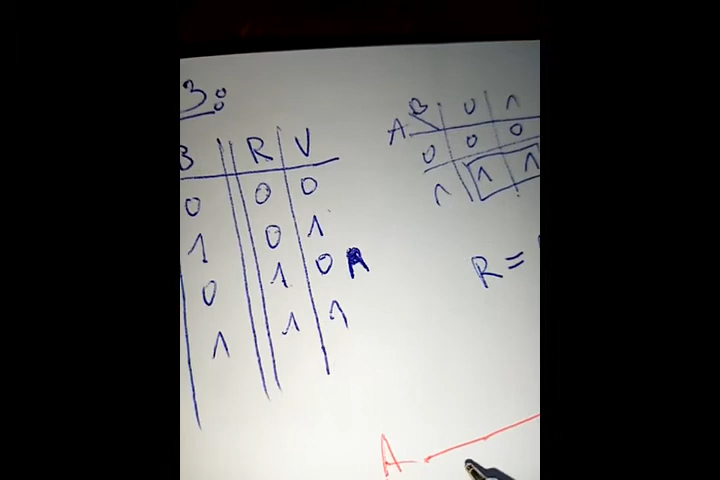 3:
B R V
0 0 0
1 0 1
0 1 0
1 1 1
B 0 1
A
0 0 0
1 1 1
R =
A